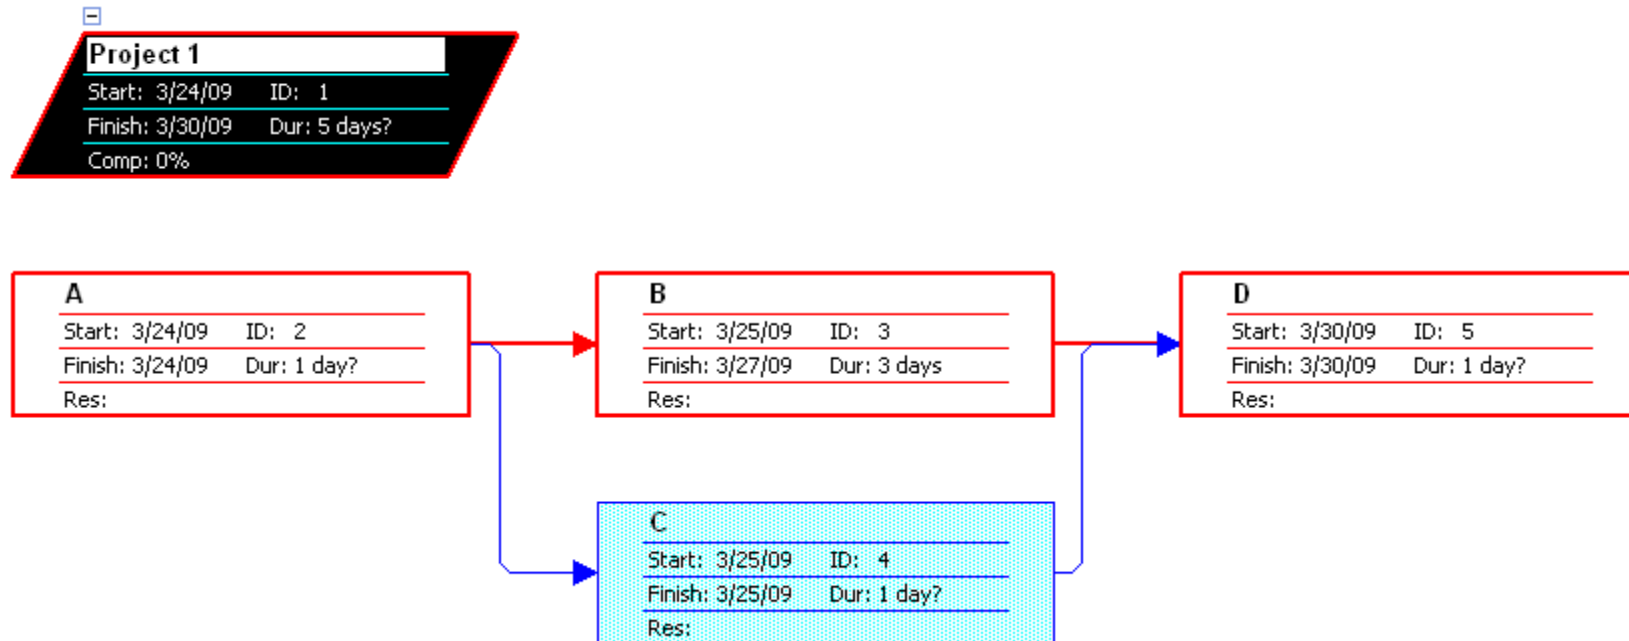 Project 1
Start: 3/24/09 ID: 1
Finish: 3/30/09 Dur: 5 days?
Comp: 0%
A
Start: 3/24/09 ID: 2
Finish: 3/24/09 Dur: 1 day?
Res:
B
Start: 3/25/09 ID: 3
Finish: 3/27/09 Dur: 3 days
Res:
D
Start: 3/30/09 ID: 5
Finish: 3/30/09 Dur: 1 day?
Res:
C
Start: 3/25/09 ID: 4
Finish: 3/25/09 Dur: 1 day?
Res: